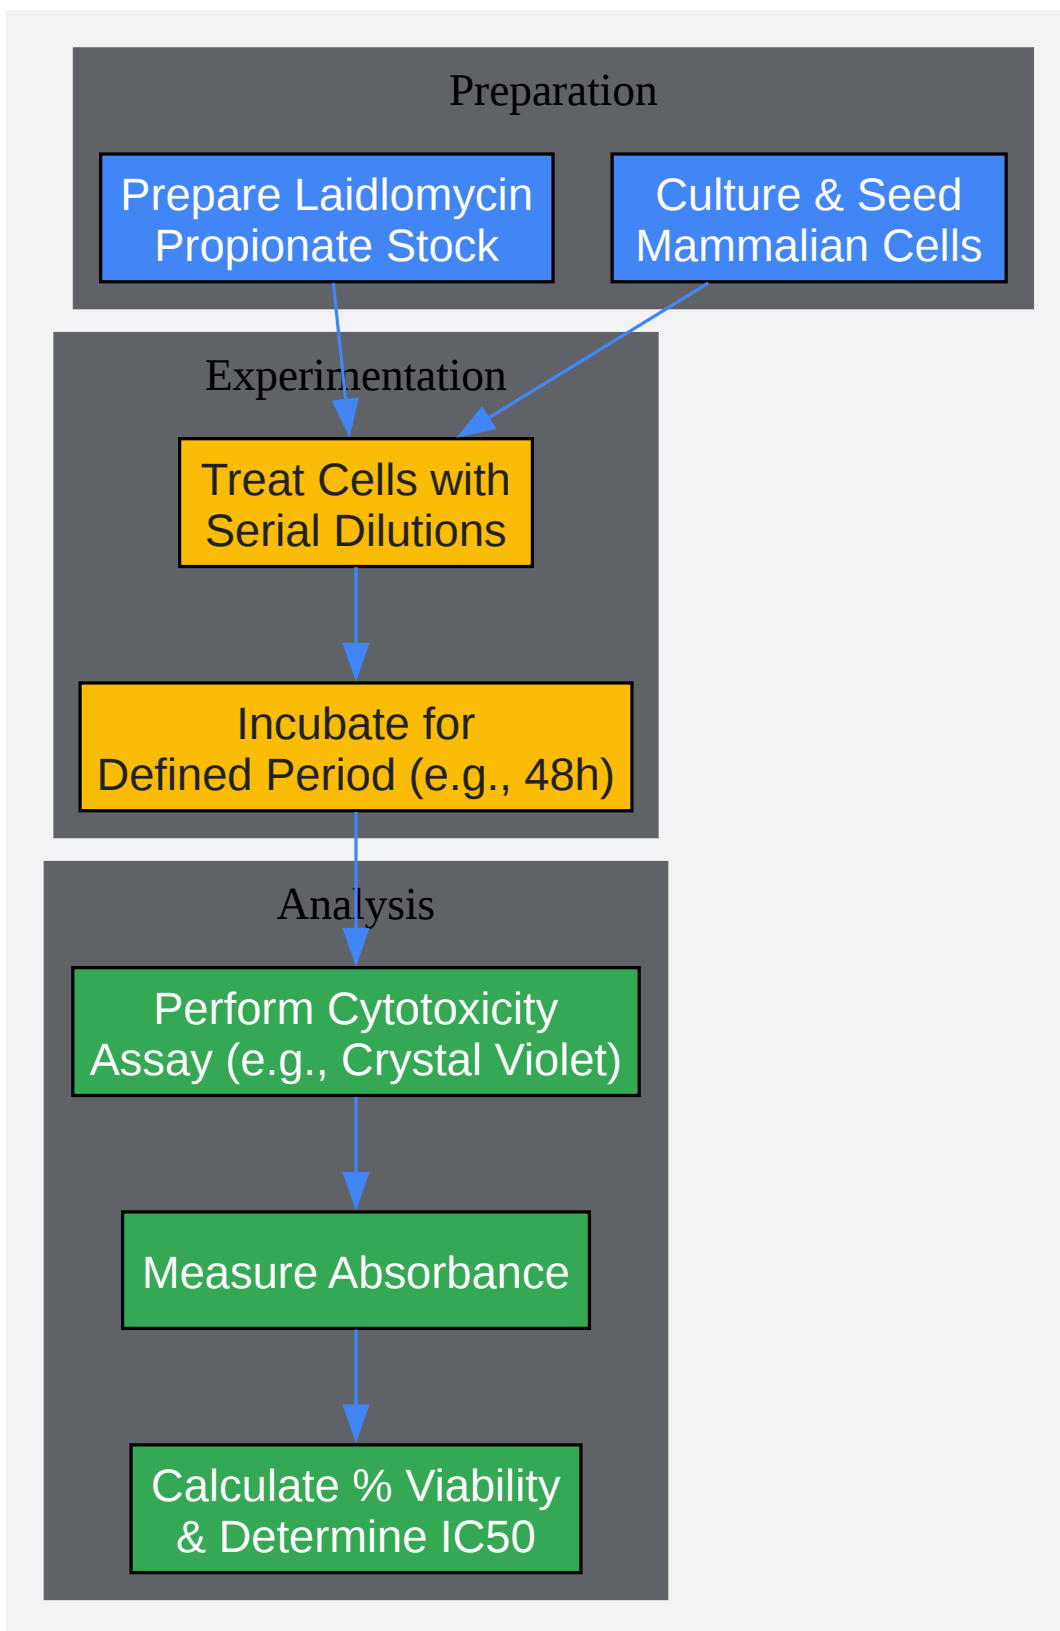 Preparation
Prepare Laidlomycin
Propionate Stock
Culture & Seed
Mammalian Cells
Experimentation
Treat Cells with
Serial Dilutions
Incubate for
Defined Period (e.g., 48h)
Analysis
Perform Cytotoxicity
Assay (e.g., Crystal Violet)
Measure Absorbance
Calculate % Viability
& Determine IC50